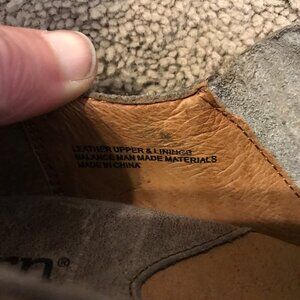 LEATHER UPPER & LININGS
BALANCE MAN MADE MATERIALS
MADE IN CHINA
®